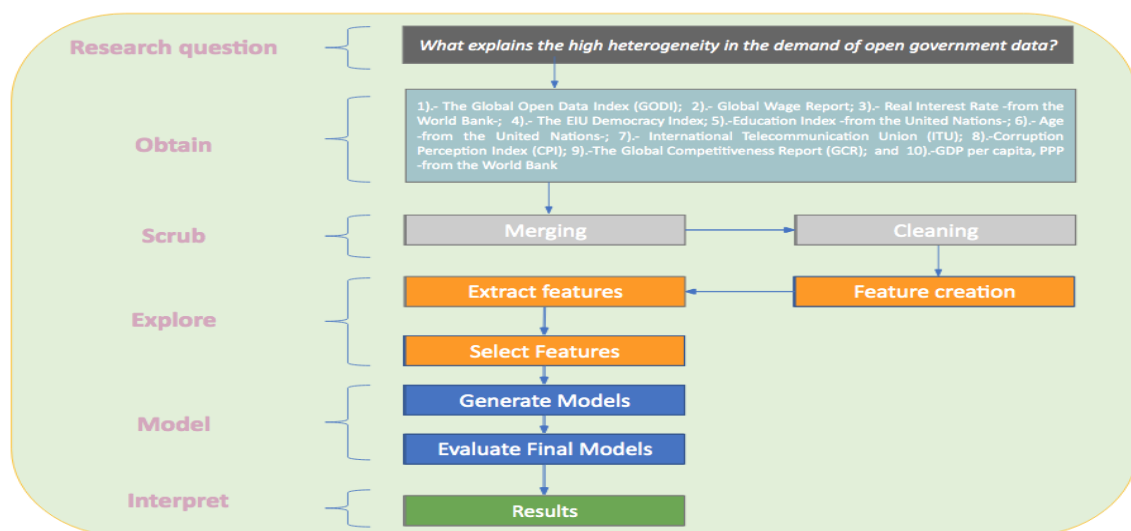 Research question
What explains the high heterogeneity in the demand of open government data?
Obtain
1).- The Global Open Data Index (GODI); 2).- Global Wage Report; 3).- Real Interest Rate -from the
World Bank-; 4).- The EIU Democracy Index; 5).-Education Index -from the United Nations-; 6).- Age
-from the United Nations-; 7).- International Telecommunication Union (ITU); 8).-Corruption
Perception Index (CPI); 9).-The Global Competitiveness Report (GCR); and 10).-GDP per capita, PPP
-from the World Bank
Scrub
Merging
Cleaning
Explore
Extract features
Feature creation
Select Features
Model
Generate Models
Evaluate Final Models
Interpret
Results